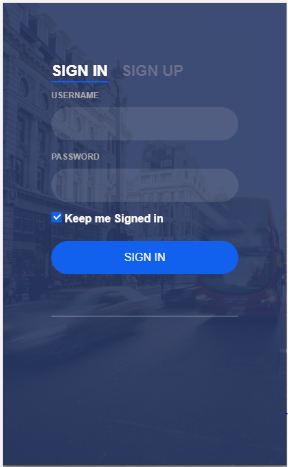 SIGN IN SIGN UP
USERNAME
PASSWORD
Keep me Signed in
SIGN IN